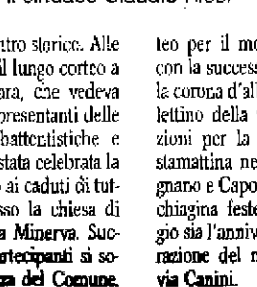 ntro storico. Alle
il lungo corteo a
ara, che vedeva
presentanti delle
battentistiche e
stata celebrata la
ai caduti di tut-
sso la chiesa di
a Minerva. Suc-
rtecipanti si so-
za del Comune,
teo per il mo
con la success
la corona d'all
lettino della
zioni per la
stamattina ne
gnano e Capo
chiagina feste
gio sia l'anniv
razione del n
via Canini.